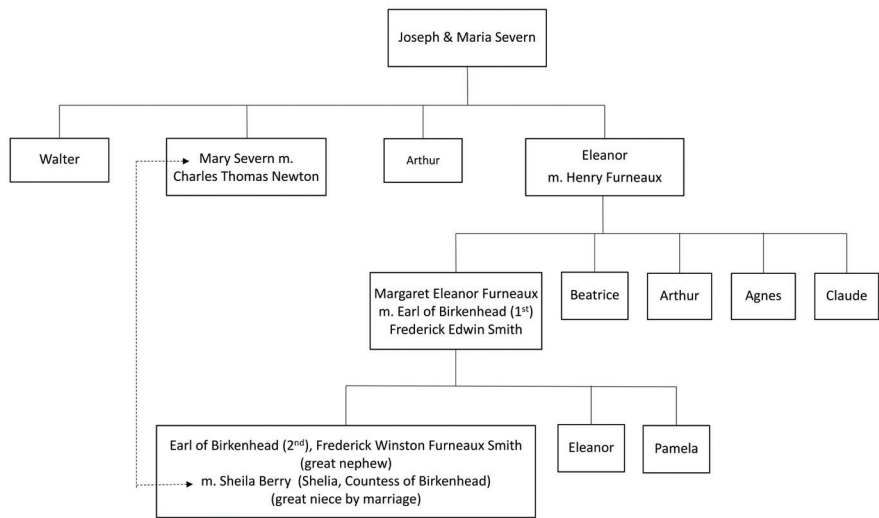 Joseph & Maria Severn
Walter
Mary Severn m.
Charles Thomas Newton
Arthur
Eleanor
m. Henry Furneaux
Margaret Eleanor Furneaux
m. Earl of Birkenhead (1st)
Frederick Edwin Smith
Beatrice
Arthur
Agnes
Claude
Earl of Birkenhead (2nd), Frederick Winston Furneaux Smith
(great nephew)
m. Sheila Berry (Shelia, Countess of Birkenhead)
(great niece by marriage)
Eleanor
Pamela